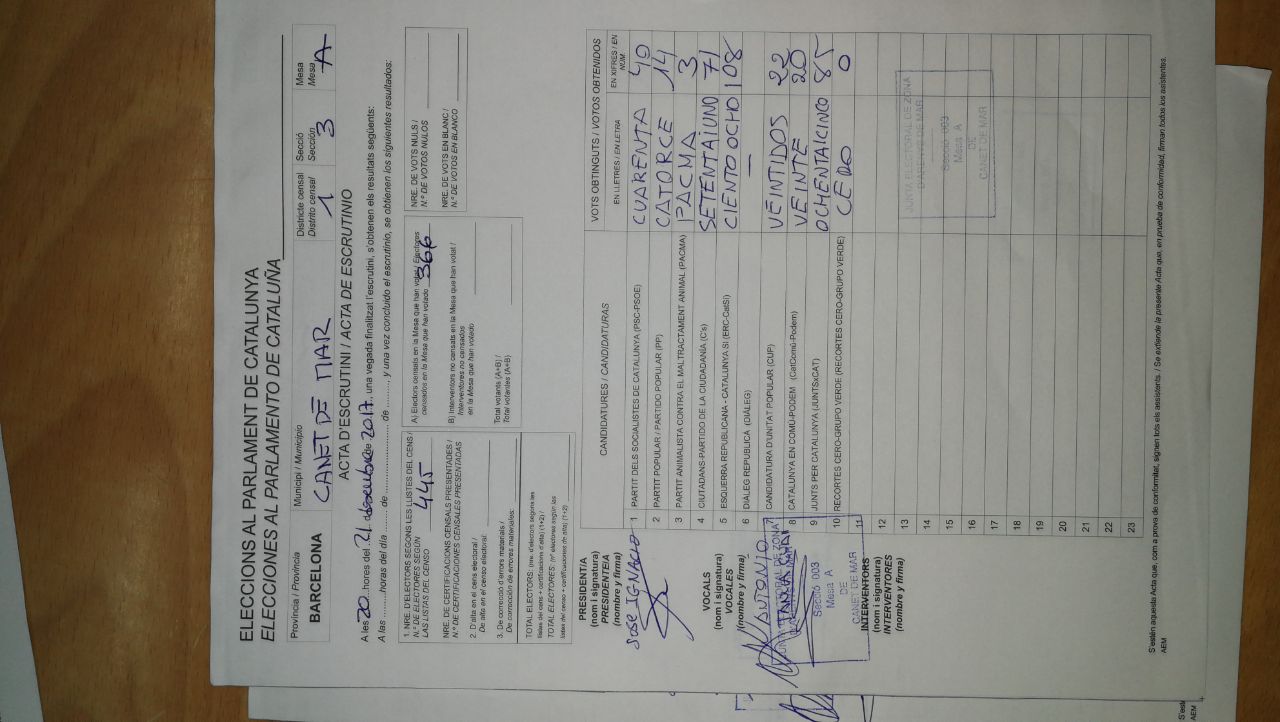 ELECCIONS AL PARLAMENT DE CATALUNYA
ELECCIONES AL PARLAMENTO DE CATALUÑA
Província / Provincia
BARCELONA
Municipi / Municipio
CANET DE MAR
Districte censal
Distrito censal
1
Secció
Sección
3
Mesa
Mesa
A
ACTA D'ESCRUTINI / ACTA DE ESCRUTINIO
A les 20 hores del 21 de desembre de 2017, una vegada finalitzat l'escrutini, s'obtenen els resultats següents:
A las ......... horas del día ........ de ........................ de ........, y una vez concluido el escrutinio, se obtienen los siguientes resultados:
1. NRE. D'ELECTORS SEGONS LES LLISTES DEL CENS /
N.º DE ELECTORES SEGÚN
LAS LISTAS DEL CENSO
445
NRE. DE CERTIFICACIONS CENSALS PRESENTADES /
N.º DE CERTIFICACIONES CENSALES PRESENTADAS
2. D'alta en el cens electoral /
De alta en el censo electoral:
3. De correcció d'errors materials /
De corrección de errores materiales:
TOTAL ELECTORS: (nre. d'electors segons les
llistes del cens + certificacions d'alta) (1+2) /
TOTAL ELECTORES: (nº electores según las
listas del censo + certificaciones de alta) (1+2)
A) Electors censats en la Mesa que han votat / Electores
censados en la Mesa que han votado 366
B) Interventors no censats en la Mesa que han votat /
Interventores no censados
en la Mesa que han votado
Total votants (A+B) /
Total votantes (A+B)
NRE. DE VOTS NULS /
N.º DE VOTOS NULOS
NRE. DE VOTS EN BLANC /
N.º DE VOTOS EN BLANCO
CANDIDATURES / CANDIDATURAS
VOTS OBTINGUTS / VOTOS OBTENIDOS
EN LLETRES / EN LETRA
EN XIFRES / EN NÚM.
1 PARTIT DELS SOCIALISTES DE CATALUNYA (PSC-PSOE) CUARENTA 40
2 PARTIT POPULAR / PARTIDO POPULAR (PP) CATORCE 14
3 PARTIT ANIMALISTA CONTRA EL MALTRACTAMENT ANIMAL (PACMA) PACMA 3
4 CIUTADANS-PARTIDO DE LA CIUDADANÍA (C's) SETENTAIUNO 71
5 ESQUERRA REPUBLICANA - CATALUNYA SÍ (ERC-CatSí) CIENTO OCHO 108
6 DIÀLEG REPUBLICÀ (DIÀLEG) —
7 CANDIDATURA D'UNITAT POPULAR (CUP) VEINTIDOS 22
8 CATALUNYA EN COMÚ-PODEM (CatComú-Podem) VEINTE 20
9 JUNTS PER CATALUNYA (JUNTSxCAT) OCHENTAICINCO 85
10 RECORTES CERO-GRUPO VERDE (RECORTES CERO-GRUPO VERDE) CERO 0
11
12
13
14
15
16
17
18
19
20
21
22
23
JUNTA ELECTORAL DE ZONA
D'ARENYS DE MAR
Secció 003
Mesa A
DE
CANET DE MAR
PRESIDENT/A
(nom i signatura)
PRESIDENTE/A
(nombre y firma)
JOSE IGNACIO
VOCALS
(nom i signatura)
VOCALES
(nombre y firma)
ANTONIO
Secció 003
Mesa A
DE
CANET DE MAR
INTERVENTORS
(nom i signatura)
INTERVENTORES
(nombre y firma)
S'estén aquesta Acta que, com a prova de conformitat, signen tots els assistents. / Se extiende la presente Acta que, en prueba de conformidad, firman todos los asistentes.
AEM
S'esté
AEM